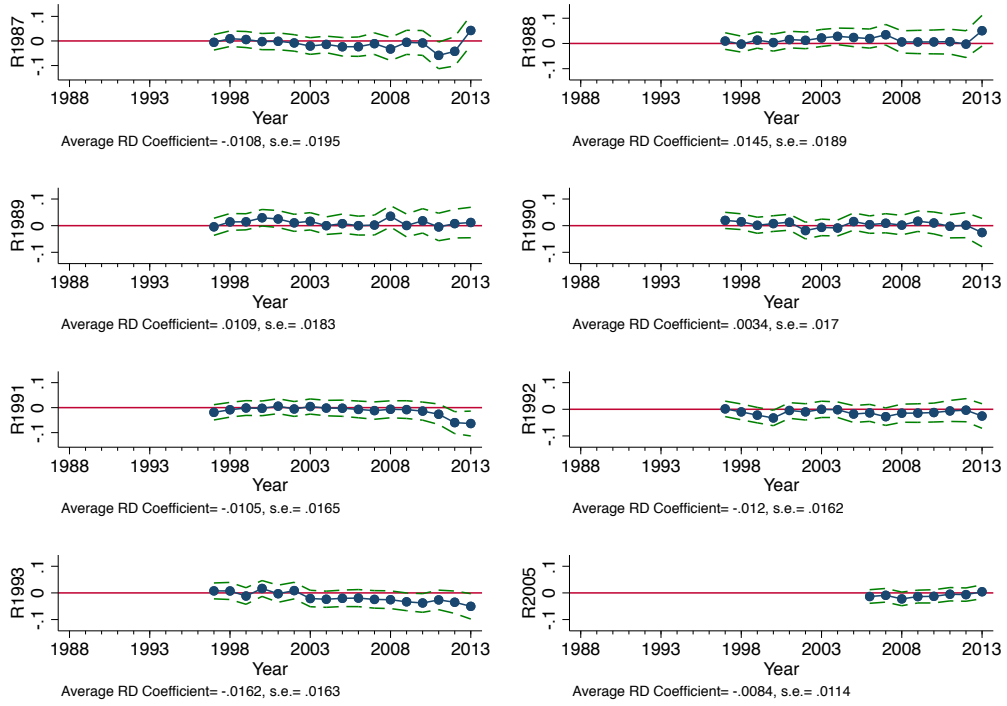 R1987
.1
0
-.1
1988 1993 1998 2003 2008 2013
Year
Average RD Coefficient= -.0108, s.e.= .0195
R1988
.1
0
-.1
1988 1993 1998 2003 2008 2013
Year
Average RD Coefficient= .0145, s.e.= .0189
R1989
.1
0
-.1
1988 1993 1998 2003 2008 2013
Year
Average RD Coefficient= .0109, s.e.= .0183
R1990
.1
0
-.1
1988 1993 1998 2003 2008 2013
Year
Average RD Coefficient= .0034, s.e.= .017
R1991
.1
0
-.1
1988 1993 1998 2003 2008 2013
Year
Average RD Coefficient= -.0105, s.e.= .0165
R1992
.1
0
-.1
1988 1993 1998 2003 2008 2013
Year
Average RD Coefficient= -.012, s.e.= .0162
R1993
.1
0
-.1
1988 1993 1998 2003 2008 2013
Year
Average RD Coefficient= -.0162, s.e.= .0163
R2005
.1
0
-.1
1988 1993 1998 2003 2008 2013
Year
Average RD Coefficient= -.0084, s.e.= .0114